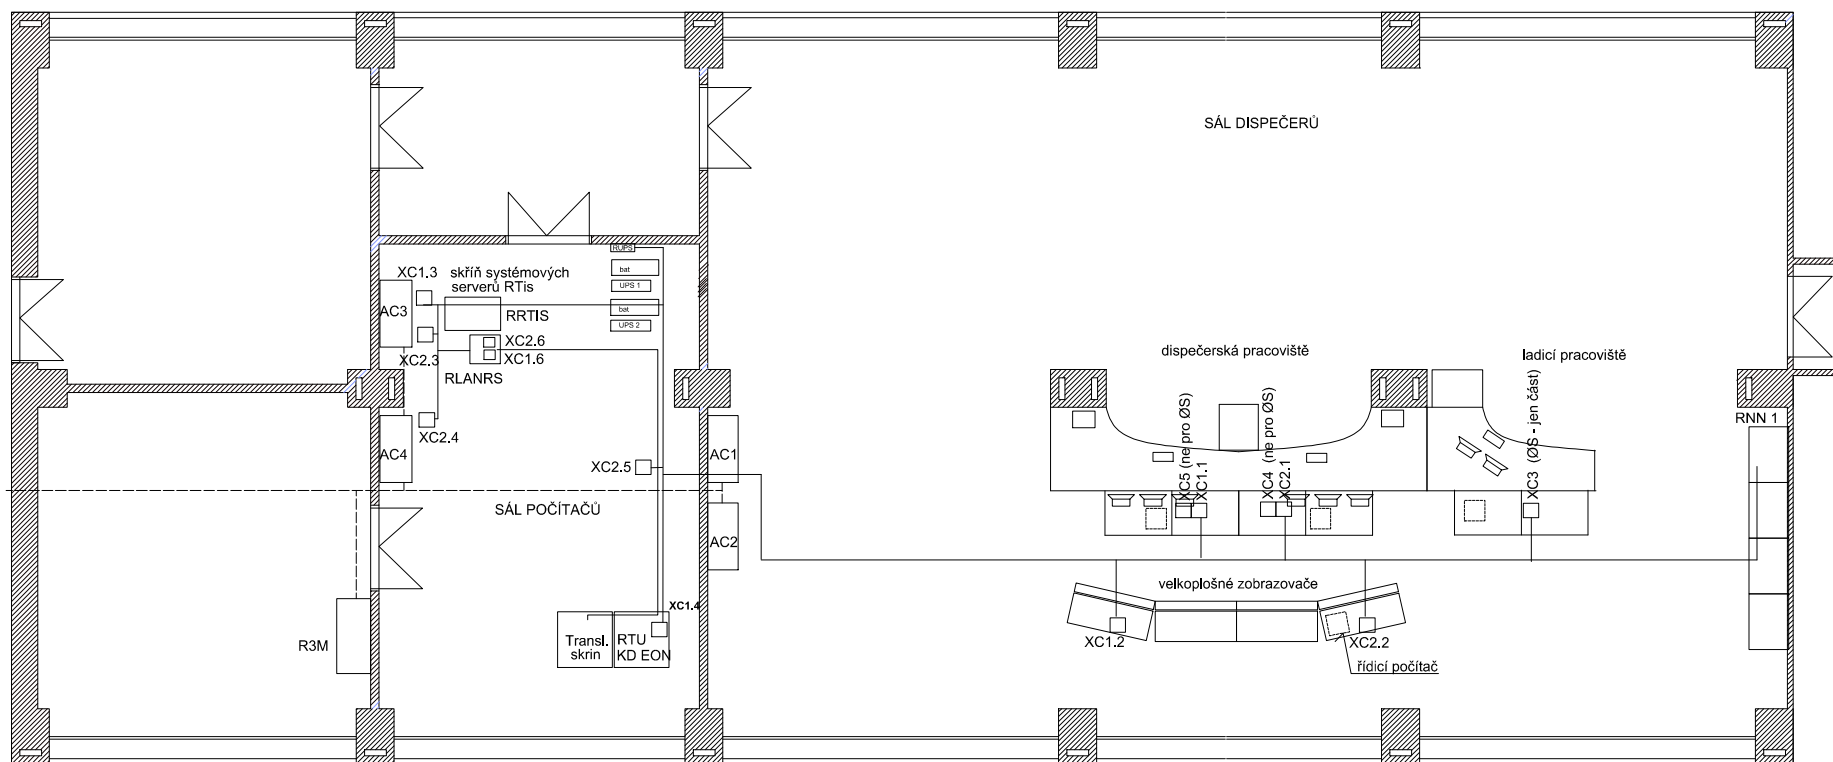 SÁL DISPEČERŮ
RUPS
bat
UPS 1
bat
UPS 2
XC1.3
skříň systémových
serverů RTis
AC3
RRTIS
XC2.3
XC2.6
XC1.6
RLANRS
XC2.4
AC4
XC2.5
AC1
AC2
SÁL POČÍTAČŮ
R3M
Transl.
skrin
RTU
KD EON
XC1.4
dispečerská pracoviště
ladicí pracoviště
XC5 (ne pro ØS)
XC1.1
XC4 (ne pro ØS)
XC2.1
XC3 (ØS - jen část)
RNN 1
velkoplošné zobrazovače
XC1.2
XC2.2
řídicí počítač